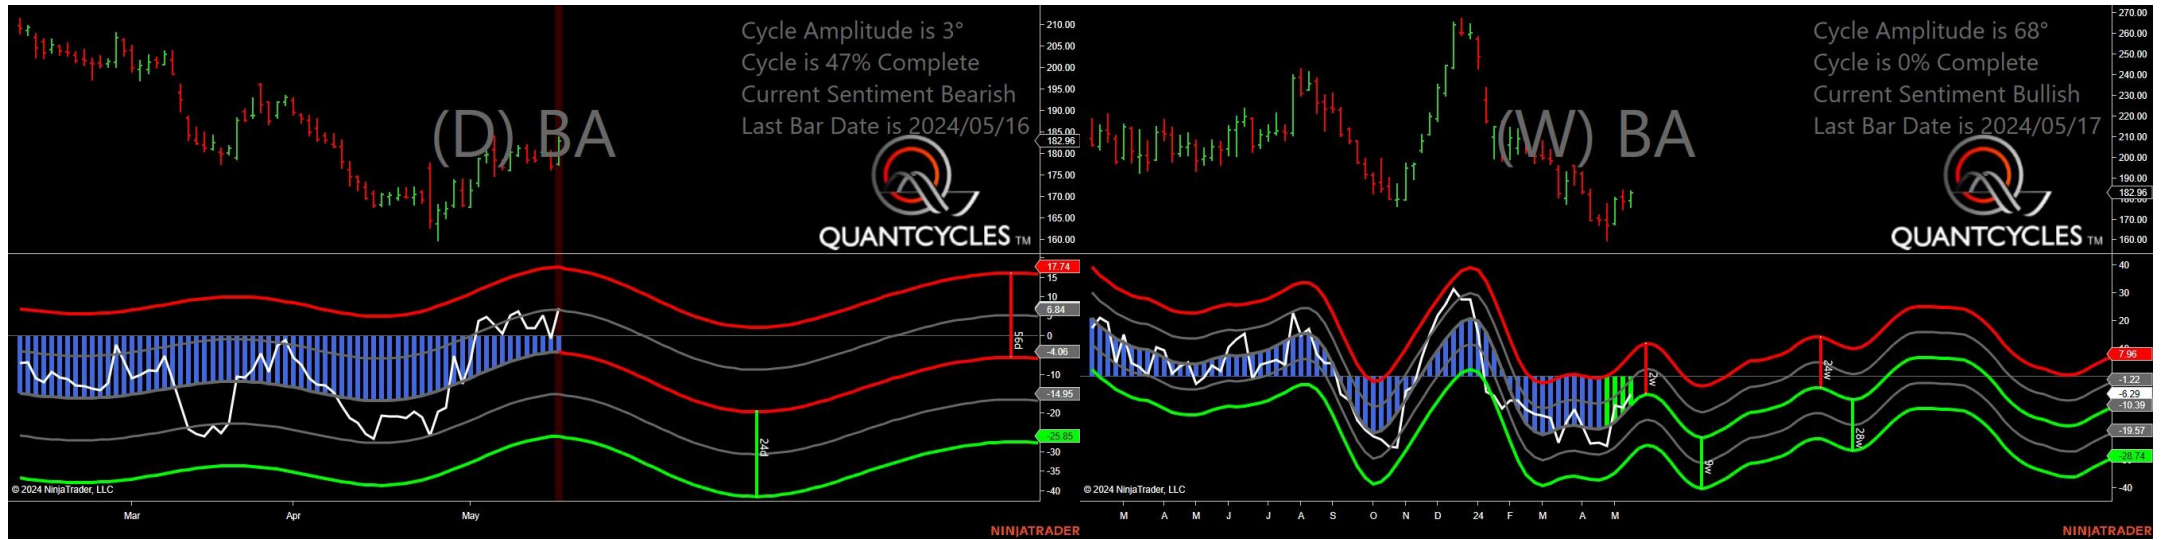 Cycle Amplitude is 3°
Cycle is 47% Complete
Current Sentiment Bearish
Last Bar Date is 2024/05/16
(D) BA
QUANTCYCLES TM
210.00
205.00
200.00
195.00
190.00
185.00
182.96
180.00
175.00
170.00
165.00
160.00
17.74
15
10
6.84
0
-4.06
-10
-14.95
-20
-25.85
-30
-35
-40
56d
24d
© 2024 NinjaTrader, LLC
Mar Apr May
NINJATRADER
Cycle Amplitude is 68°
Cycle is 0% Complete
Current Sentiment Bullish
Last Bar Date is 2024/05/17
(W) BA
QUANTCYCLES TM
270.00
260.00
250.00
240.00
230.00
220.00
210.00
200.00
190.00
182.96
170.00
160.00
40
30
20
7.96
-1.22
-6.29
-10.39
-19.57
-28.74
-40
2w
24w
9w
28w
© 2024 NinjaTrader, LLC
M A M J J A S O N D 24 F M A M
NINJATRADER